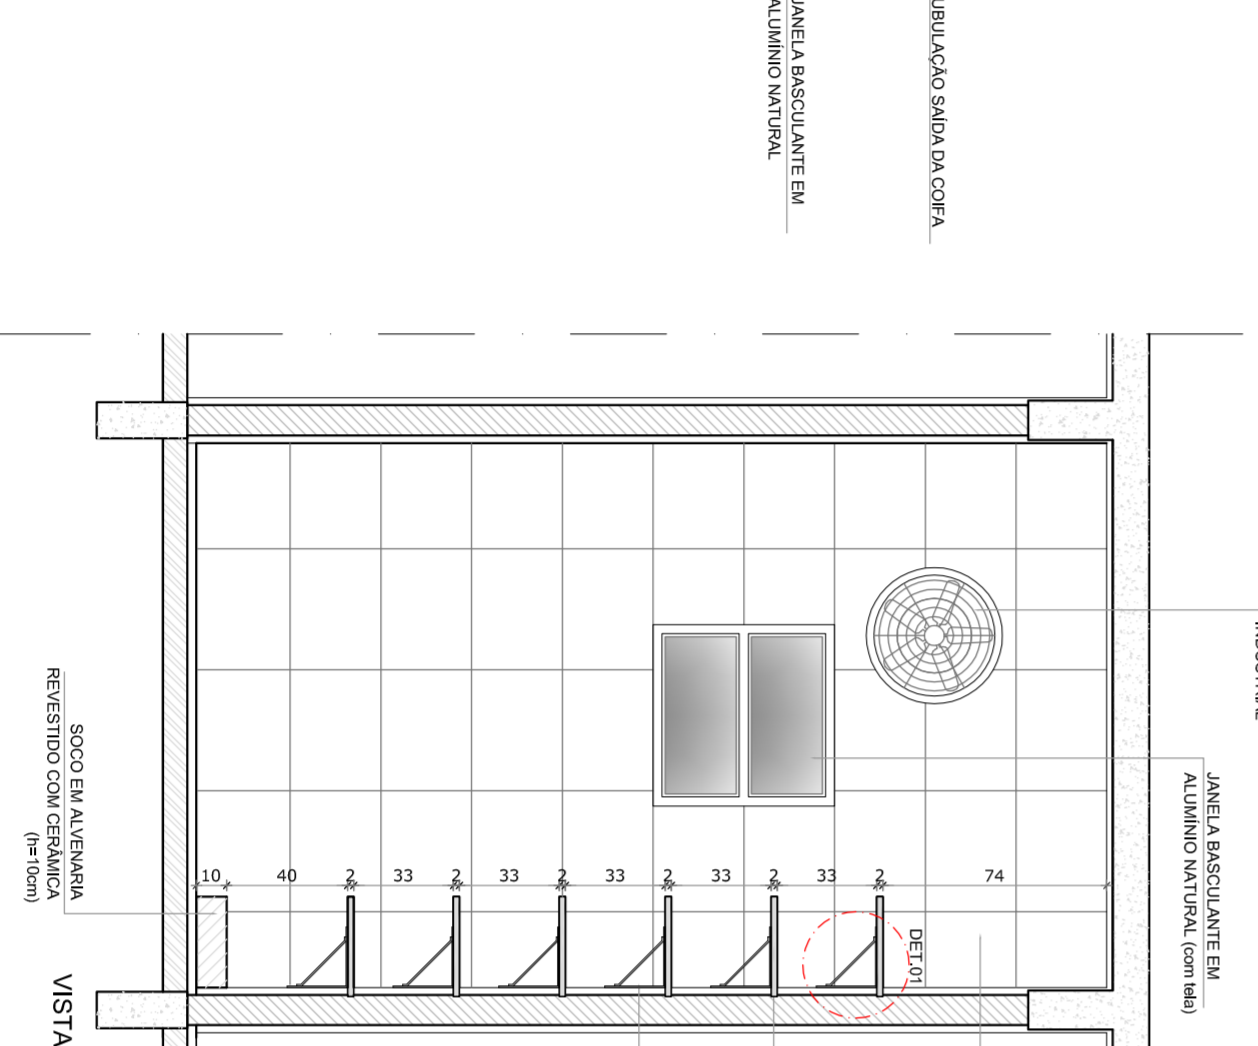 JANELA BASCULANTE EM
ALUMÍNIO NATURAL
UBULAÇÃO SAÍDA DA COIFA
JANELA BASCULANTE EM
ALUMÍNIO NATURAL (com tela)
SOCO EM ALVENARIA
REVESTIDO COM CERÂMICA
(h=10cm)
10 40 2 33 2 33 2 33 2 33 2 33 2 74
DET.01
VISTA